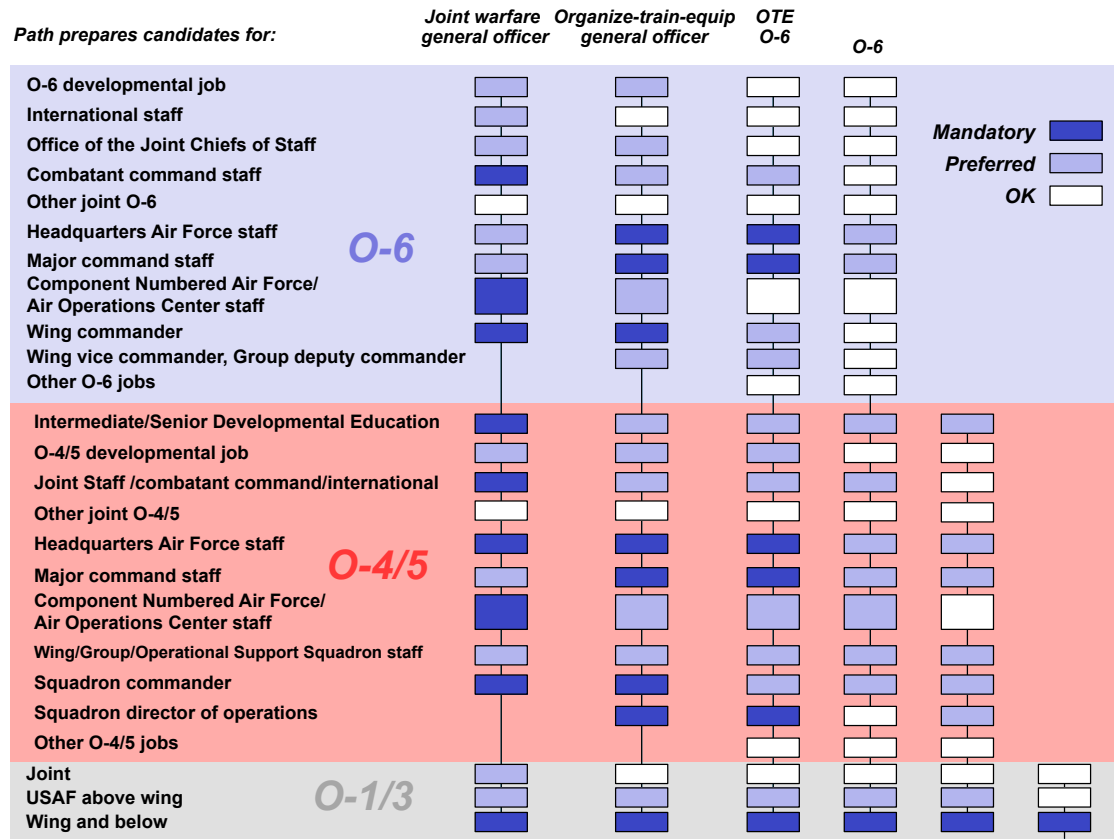 Path prepares candidates for:
Joint warfare
general officer
Organize-train-equip
general officer
OTE
O-6
O-6
O-6 developmental job
International staff
Office of the Joint Chiefs of Staff
Combatant command staff
Other joint O-6
Headquarters Air Force staff
Major command staff
Component Numbered Air Force/
Air Operations Center staff
Wing commander
Wing vice commander, Group deputy commander
Other O-6 jobs
O-6
Mandatory
Preferred
OK
Intermediate/Senior Developmental Education
O-4/5 developmental job
Joint Staff /combatant command/international
Other joint O-4/5
Headquarters Air Force staff
Major command staff
Component Numbered Air Force/
Air Operations Center staff
Wing/Group/Operational Support Squadron staff
Squadron commander
Squadron director of operations
Other O-4/5 jobs
O-4/5
Joint
USAF above wing
Wing and below
O-1/3